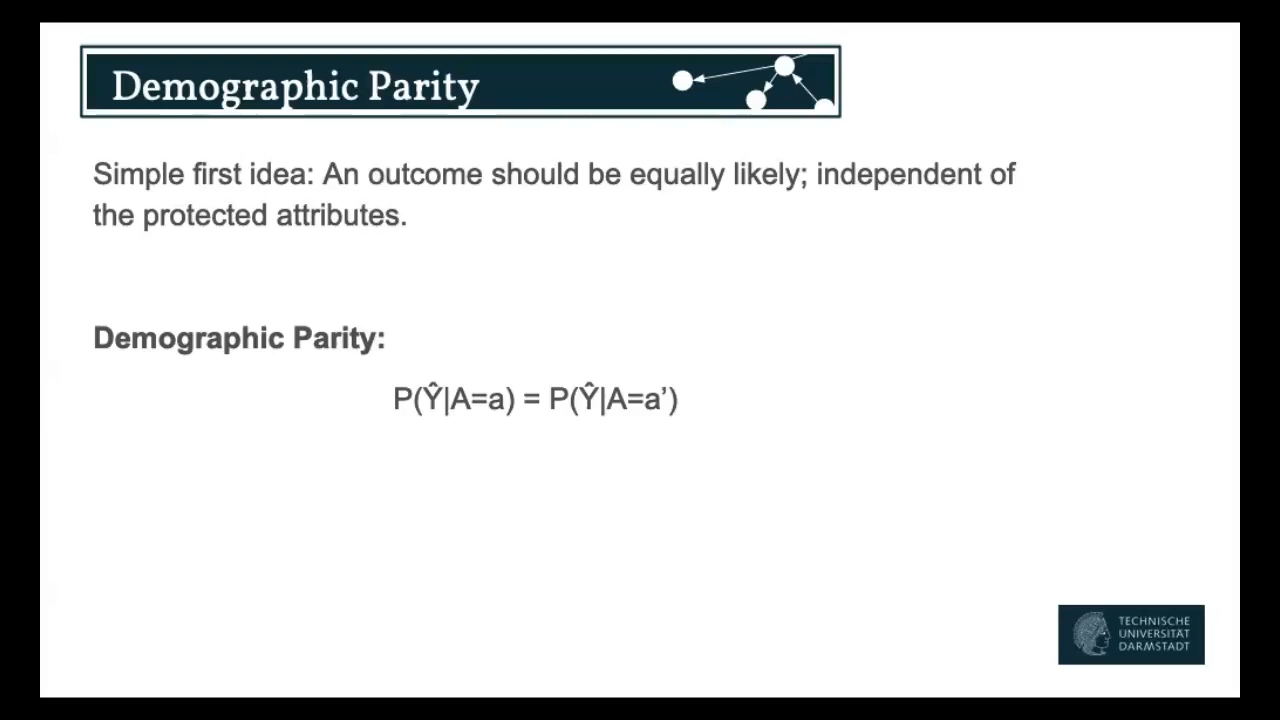 Demographic Parity
Simple first idea: An outcome should be equally likely; independent of
the protected attributes.
Demographic Parity:
P(Ŷ|A=a) = P(Ŷ|A=a’)
TECHNISCHE
UNIVERSITÄT
DARMSTADT